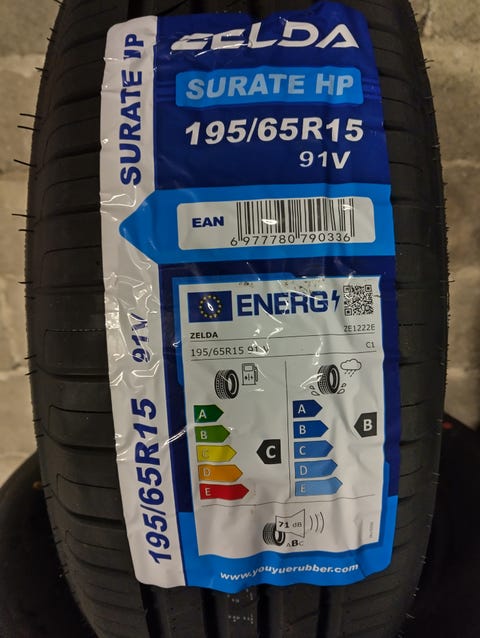 ZELDA
SURATE HP
195/65R15
91V
SURATE HP
91V
195/65R15
EAN
6 977780 790336
ENERG
ZELDA
ZE1222E
195/65R15 91
C1
A
B
C
D
E
C
A
B
C
D
E
B
71 dB
ABC
www.youyuerubber.com